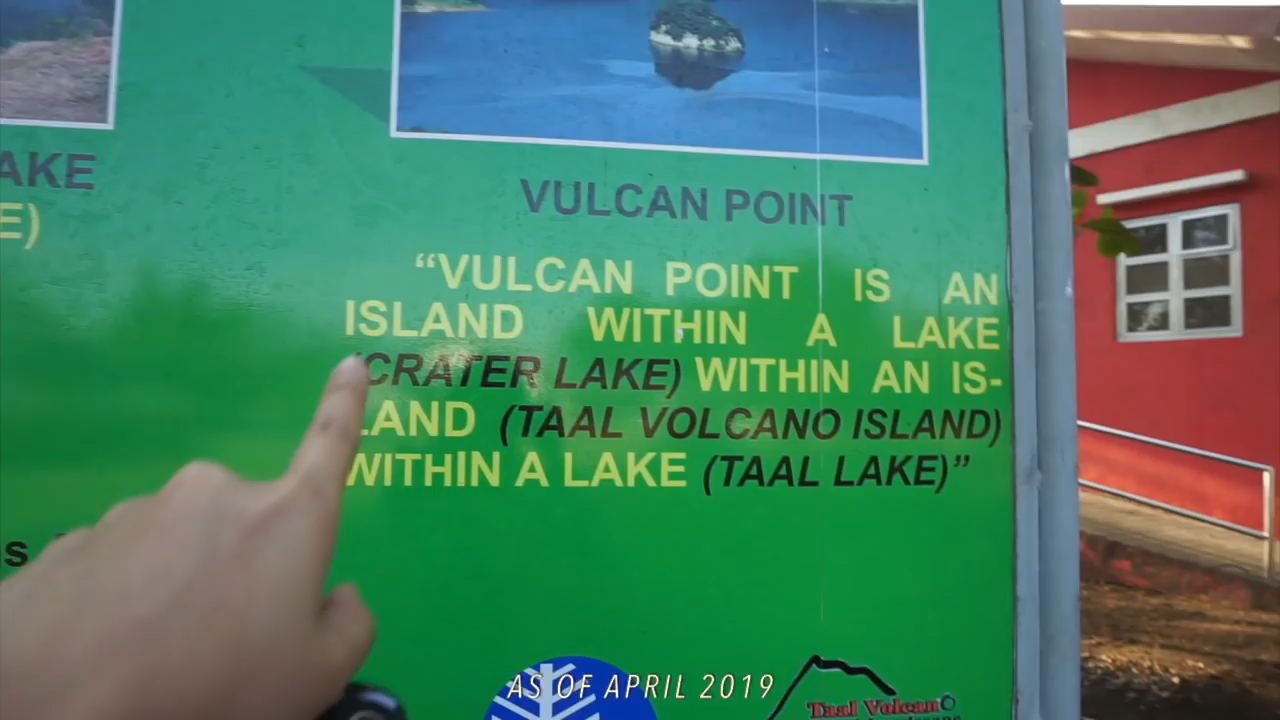 AKE
E)
VULCAN POINT
“VULCAN POINT IS AN
ISLAND WITHIN A LAKE
(CRATER LAKE) WITHIN AN IS-
LAND (TAAL VOLCANO ISLAND)
WITHIN A LAKE (TAAL LAKE)”
s
AS OF APRIL 2019
Taal Volcano